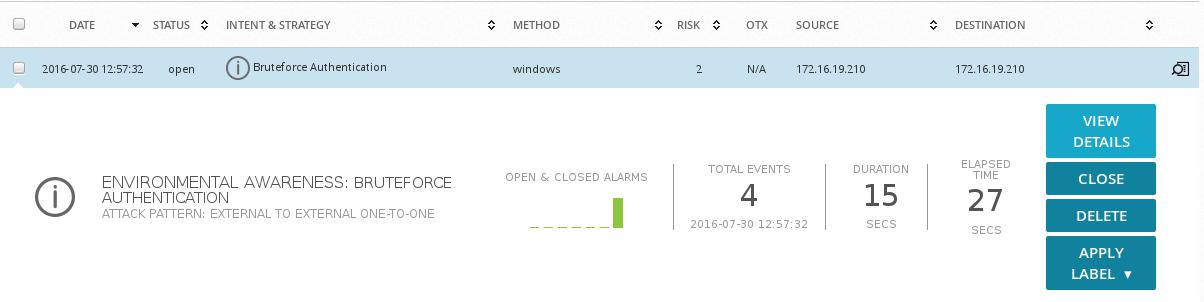 DATE STATUS INTENT & STRATEGY METHOD RISK OTX SOURCE DESTINATION
2016-07-30 12:57:32 open Bruteforce Authentication windows 2 N/A 172.16.19.210 172.16.19.210
ENVIRONMENTAL AWARENESS: BRUTEFORCE
AUTHENTICATION
ATTACK PATTERN: EXTERNAL TO EXTERNAL ONE-TO-ONE
OPEN & CLOSED ALARMS
TOTAL EVENTS
4
2016-07-30 12:57:32
DURATION
15
SECS
ELAPSED
TIME
27
SECS
VIEW
DETAILS
CLOSE
DELETE
APPLY
LABEL ▼